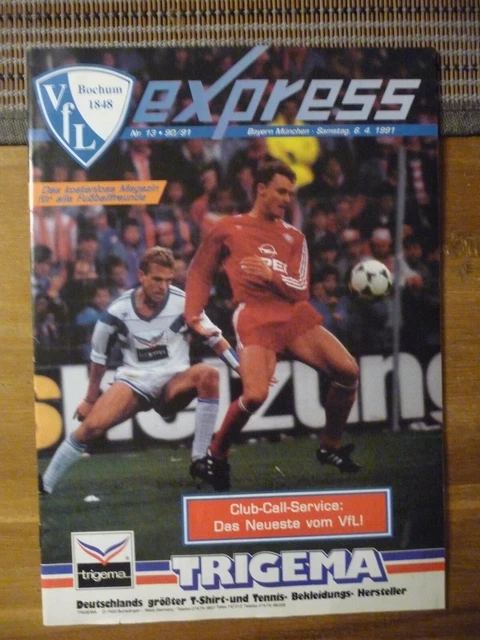 VfL
Bochum
1848
express
Nr. 13 • 90/91
Bayern München - Samstag, 6. 4. 1991
Das kostenlose Magazin
für alle Fußballfreunde
OPEL
Club-Call-Service:
Das Neueste vom VfL!
trigema
TRIGEMA
Deutschlands größter T-Shirt- und Tennis- Bekleidungs- Hersteller